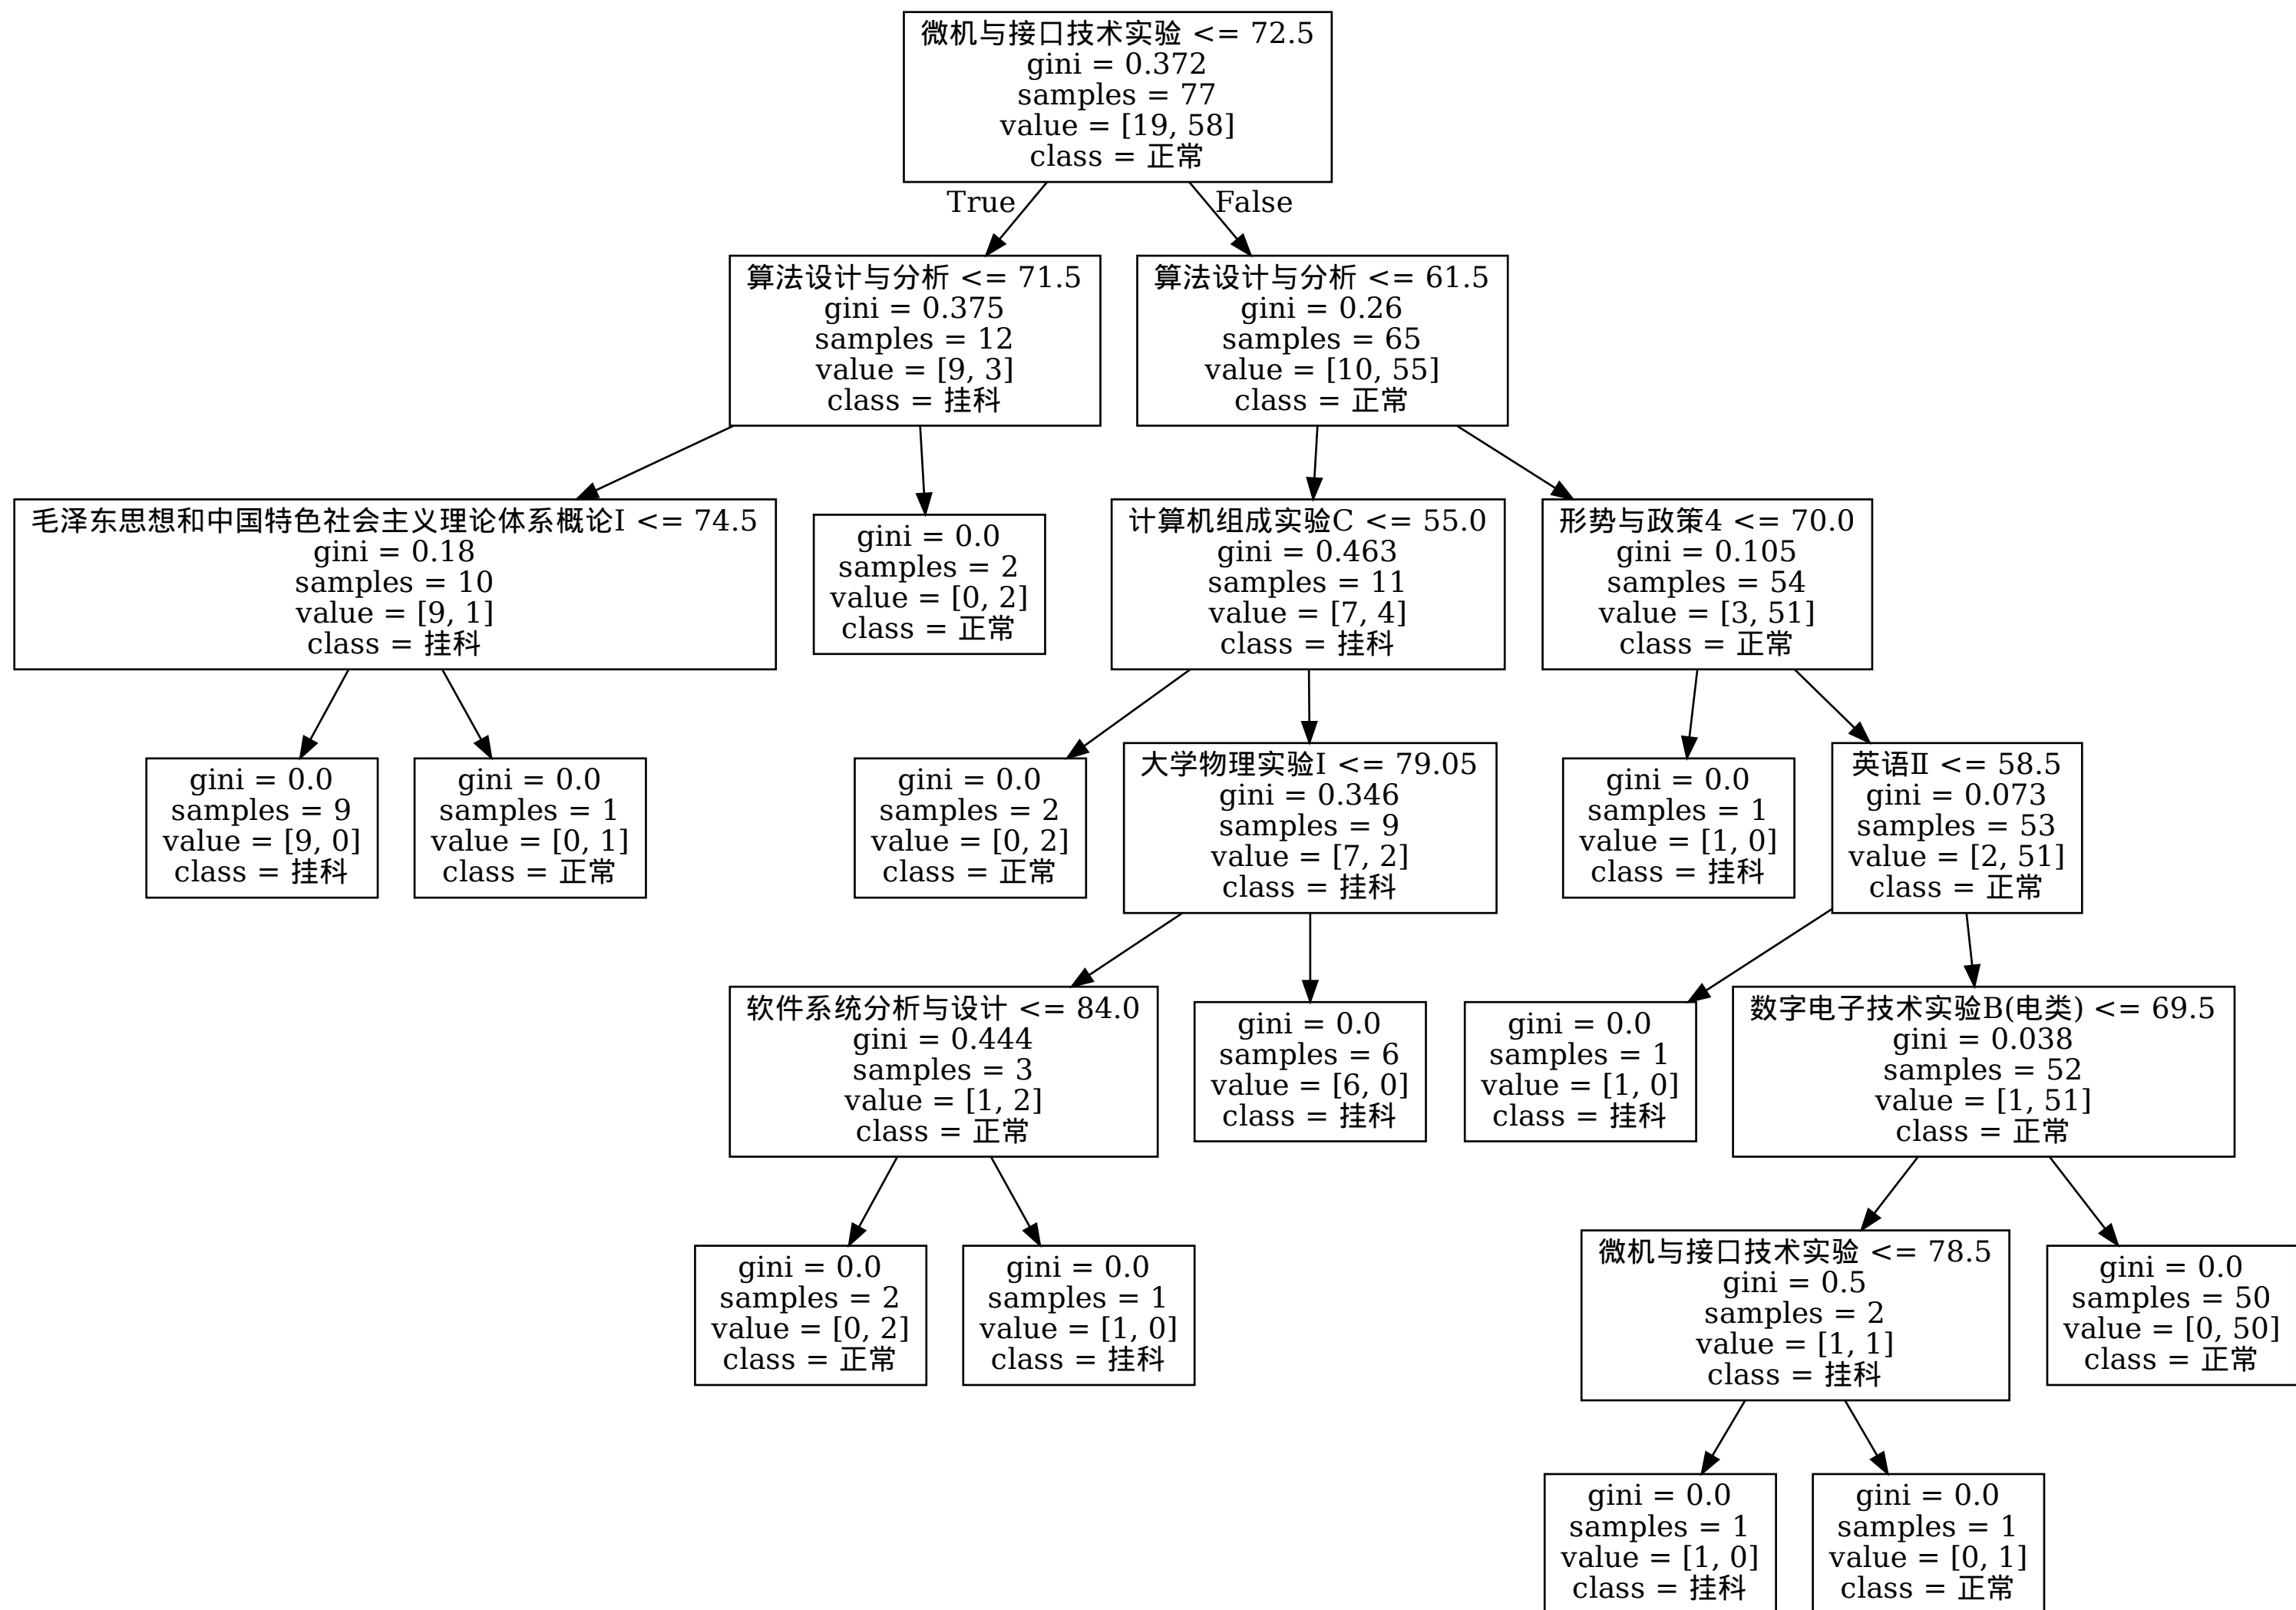 微机与接口技术实验 <= 72.5
gini = 0.372
samples = 77
value = [19, 58]
class = 正常
True
False
算法设计与分析 <= 71.5
gini = 0.375
samples = 12
value = [9, 3]
class = 挂科
算法设计与分析 <= 61.5
gini = 0.26
samples = 65
value = [10, 55]
class = 正常
毛泽东思想和中国特色社会主义理论体系概论I <= 74.5
gini = 0.18
samples = 10
value = [9, 1]
class = 挂科
gini = 0.0
samples = 2
value = [0, 2]
class = 正常
计算机组成实验C <= 55.0
gini = 0.463
samples = 11
value = [7, 4]
class = 挂科
形势与政策4 <= 70.0
gini = 0.105
samples = 54
value = [3, 51]
class = 正常
gini = 0.0
samples = 9
value = [9, 0]
class = 挂科
gini = 0.0
samples = 1
value = [0, 1]
class = 正常
gini = 0.0
samples = 2
value = [0, 2]
class = 正常
大学物理实验I <= 79.05
gini = 0.346
samples = 9
value = [7, 2]
class = 挂科
gini = 0.0
samples = 1
value = [1, 0]
class = 挂科
英语Ⅱ <= 58.5
gini = 0.073
samples = 53
value = [2, 51]
class = 正常
软件系统分析与设计 <= 84.0
gini = 0.444
samples = 3
value = [1, 2]
class = 正常
gini = 0.0
samples = 6
value = [6, 0]
class = 挂科
gini = 0.0
samples = 1
value = [1, 0]
class = 挂科
数字电子技术实验B(电类) <= 69.5
gini = 0.038
samples = 52
value = [1, 51]
class = 正常
gini = 0.0
samples = 2
value = [0, 2]
class = 正常
gini = 0.0
samples = 1
value = [1, 0]
class = 挂科
微机与接口技术实验 <= 78.5
gini = 0.5
samples = 2
value = [1, 1]
class = 挂科
gini = 0.0
samples = 50
value = [0, 50]
class = 正常
gini = 0.0
samples = 1
value = [1, 0]
class = 挂科
gini = 0.0
samples = 1
value = [0, 1]
class = 正常